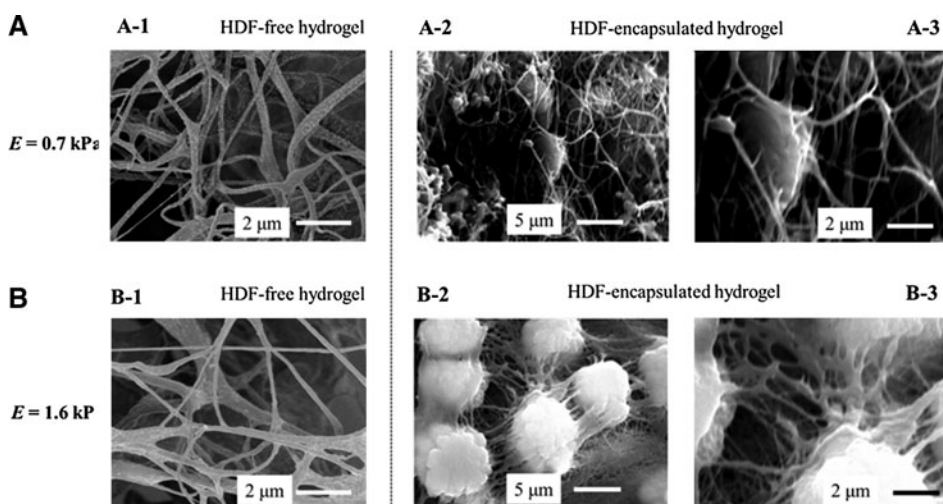 A
A-1 HDF-free hydrogel
A-2 HDF-encapsulated hydrogel A-3
E = 0.7 kPa
2 μm
5 μm
2 μm
B
B-1 HDF-free hydrogel
B-2 HDF-encapsulated hydrogel B-3
E = 1.6 kP
2 μm
5 μm
2 μm